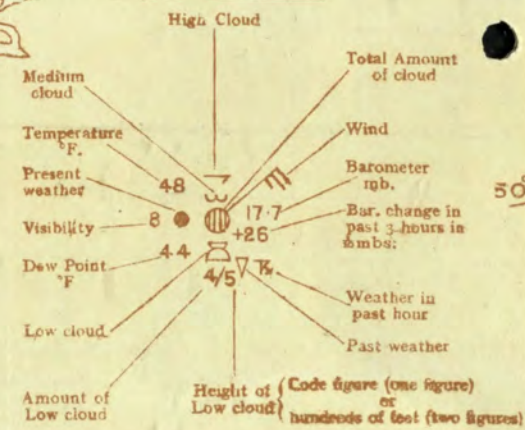 High Cloud
Medium
cloud
Total Amount
of cloud
Temperature
°F.
Wind
Present
weather
48
Barometer
mb.
50
Visibility
8
17.7
+26
Bar. change in
past 3 hours in
mbs:
Dew Point
°F
44
4/5
Weather in
past hour
Low cloud
Past weather
Amount of
Low cloud
Height of
Low cloud
Code figure (one figure)
or
hundreds of feet (two figures)